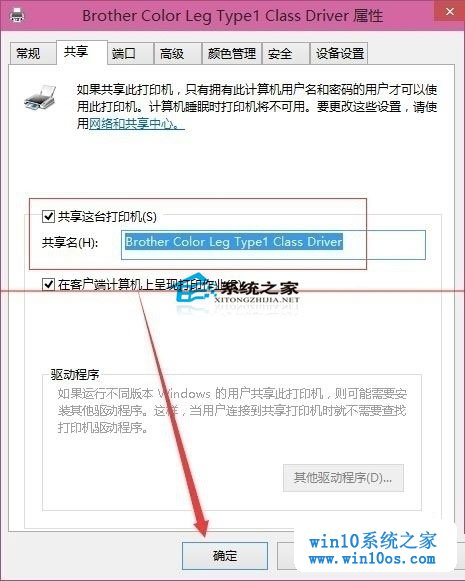 Brother Color Leg Type1 Class Driver 属性
常规 共享 端口 高级 颜色管理 安全 设备设置
如果共享此打印机，只有拥有此计算机用户名和密码的用户才可以使
用此打印机。计算机睡眠时打印机将不可用。要更改这些设置，请使
用网络和共享中心。
共享这台打印机(S)
共享名(H):
Brother Color Leg Type1 Class Driver
在客户端计算机上呈现打印作业(R)
系统之家
XITONGZHIJIA.NET
驱动程序
如果运行不同版本 Windows 的用户共享此打印机，则可能需要安
装其他驱动程序。这样，当用户连接到共享打印机时就不需要查找
打印机驱动程序。
其他驱动程序(D)...
确定
win10系统之家
www.win10os.com